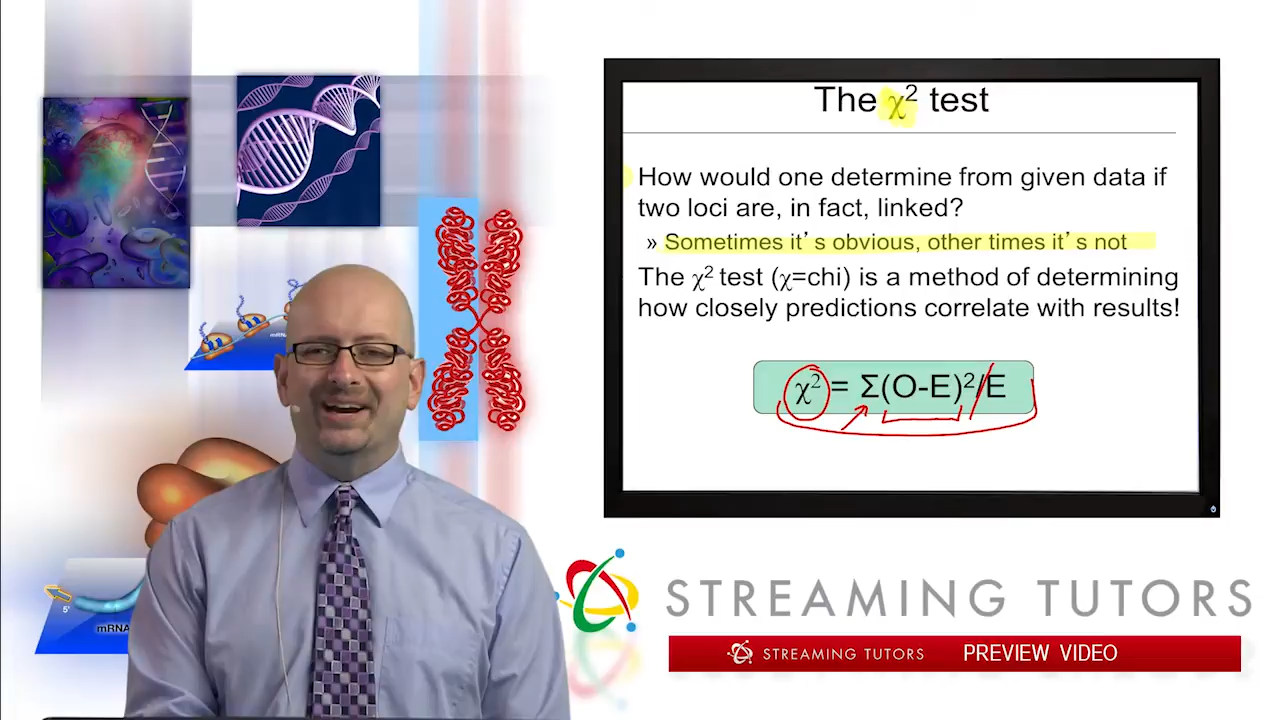 The χ² test
How would one determine from given data if
two loci are, in fact, linked?
» Sometimes it's obvious, other times it's not
The χ² test (χ=chi) is a method of determining
how closely predictions correlate with results!
χ² = Σ(O-E)²/E
5'
mRNA
STREAMING TUTORS
STREAMING TUTORS PREVIEW VIDEO